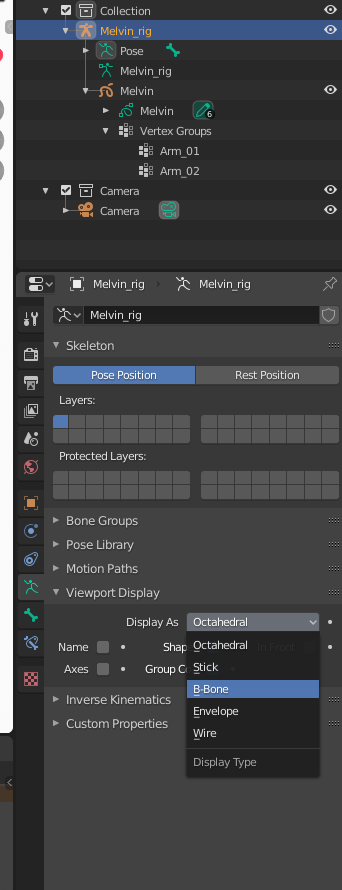 Collection
Melvin_rig
Pose
Melvin_rig
Melvin
Melvin 6
Vertex Groups
Arm_01
Arm_02
Camera
Camera
Melvin_rig Melvin_rig
Melvin_rig
Skeleton
Pose Position Rest Position
Layers:
Protected Layers:
Bone Groups
Pose Library
Motion Paths
Viewport Display
Display As Octahedral
Name Shap Octahedral
Stick
Axes Group Co
B-Bone
Inverse Kinematics
Envelope
Custom Properties
Wire
Display Type